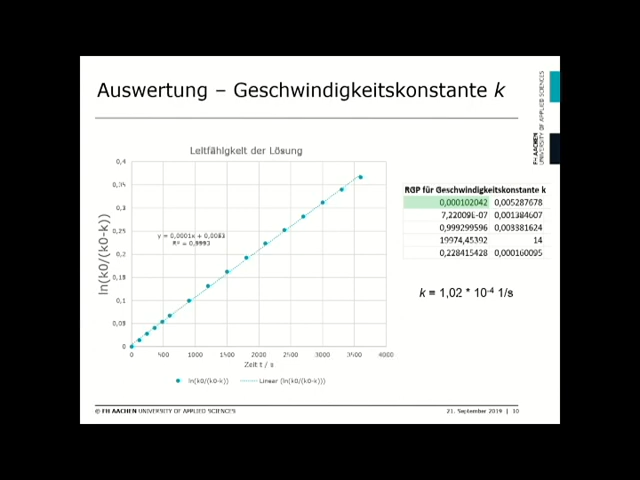 Auswertung – Geschwindigkeitskonstante k
FH AACHEN
UNIVERSITY OF APPLIED SCIENCES
Leitfähigkeit der Lösung
ln(k0/(k0-k))
0,4
0,35
0,3
0,25
0,2
0,15
0,1
0,05
0
y = 0,0001x + 0,0053
R² = 0,9993
0 500 1000 1500 2000 2500 3000 3500 4000
Zeit t / s
ln(k0/(k0-k)) Linear (ln(k0/(k0-k)))
RGP für Geschwindigkeitskonstante k
0,000102042 0,005287678
7,22009E-07 0,001384607
0,999299596 0,003381624
19974,45392 14
0,228415428 0,000160095
k = 1,02 * 10⁻⁴ 1/s
© FH AACHEN UNIVERSITY OF APPLIED SCIENCES
21. September 2019 | 10